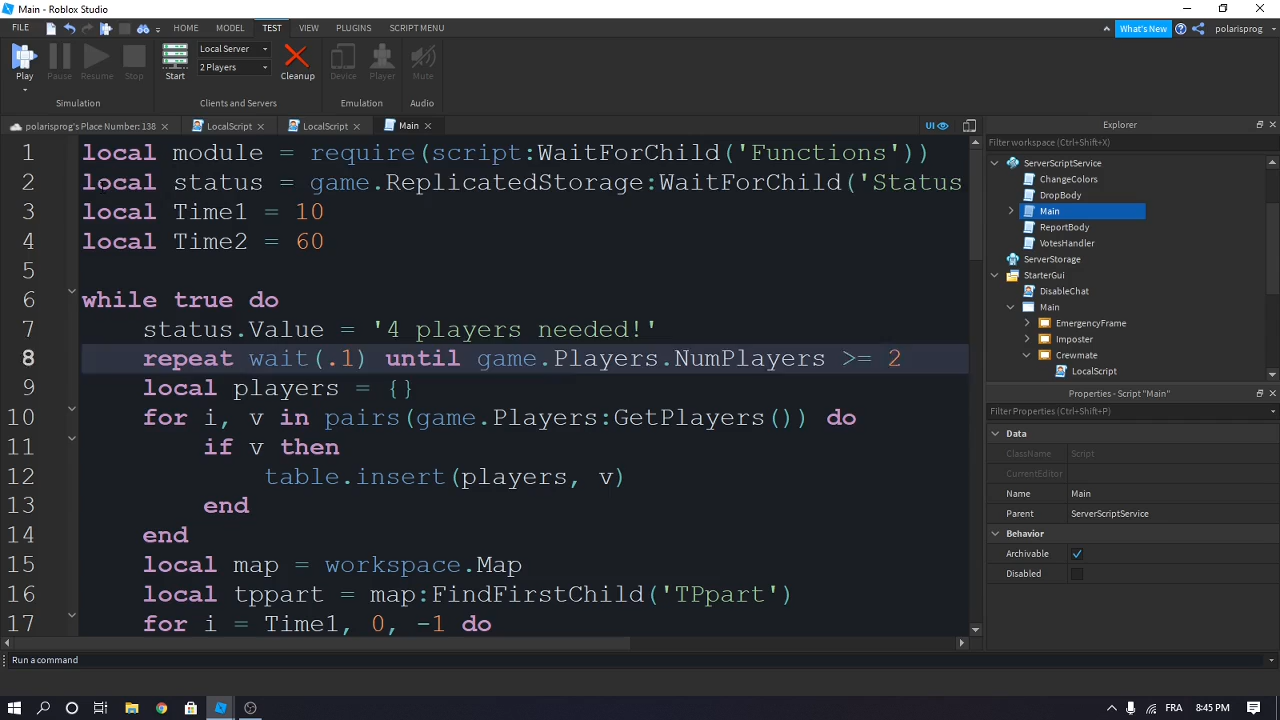 Main - Roblox Studio
FILE HOME MODEL TEST VIEW PLUGINS SCRIPT MENU What's New polarisprog
Play Pause Resume Stop Start Local Server 2 Players Cleanup Device Player Mute
Simulation Clients and Servers Emulation Audio
polarisprog's Place Number: 138 LocalScript LocalScript Main UI
1 local module = require(script:WaitForChild('Functions'))
2 local status = game.ReplicatedStorage:WaitForChild('Status
3 local Time1 = 10
4 local Time2 = 60
5
6 while true do
7 status.Value = '4 players needed!'
8 repeat wait(.1) until game.Players.NumPlayers >= 2
9 local players = {}
10 for i, v in pairs(game.Players:GetPlayers()) do
11 if v then
12 table.insert(players, v)
13 end
14 end
15 local map = workspace.Map
16 local tppart = map:FindFirstChild('TPpart')
17 for i = Time1, 0, -1 do
Explorer
Filter workspace (Ctrl+Shift+X)
ServerScriptService
ChangeColors
DropBody
Main
ReportBody
VotesHandler
ServerStorage
StarterGui
DisableChat
Main
EmergencyFrame
Imposter
Crewmate
LocalScript
Properties - Script "Main"
Filter Properties (Ctrl+Shift+P)
Data
ClassName Script
CurrentEditor
Name Main
Parent ServerScriptService
Behavior
Archivable
Disabled
Run a command
FRA 8:45 PM